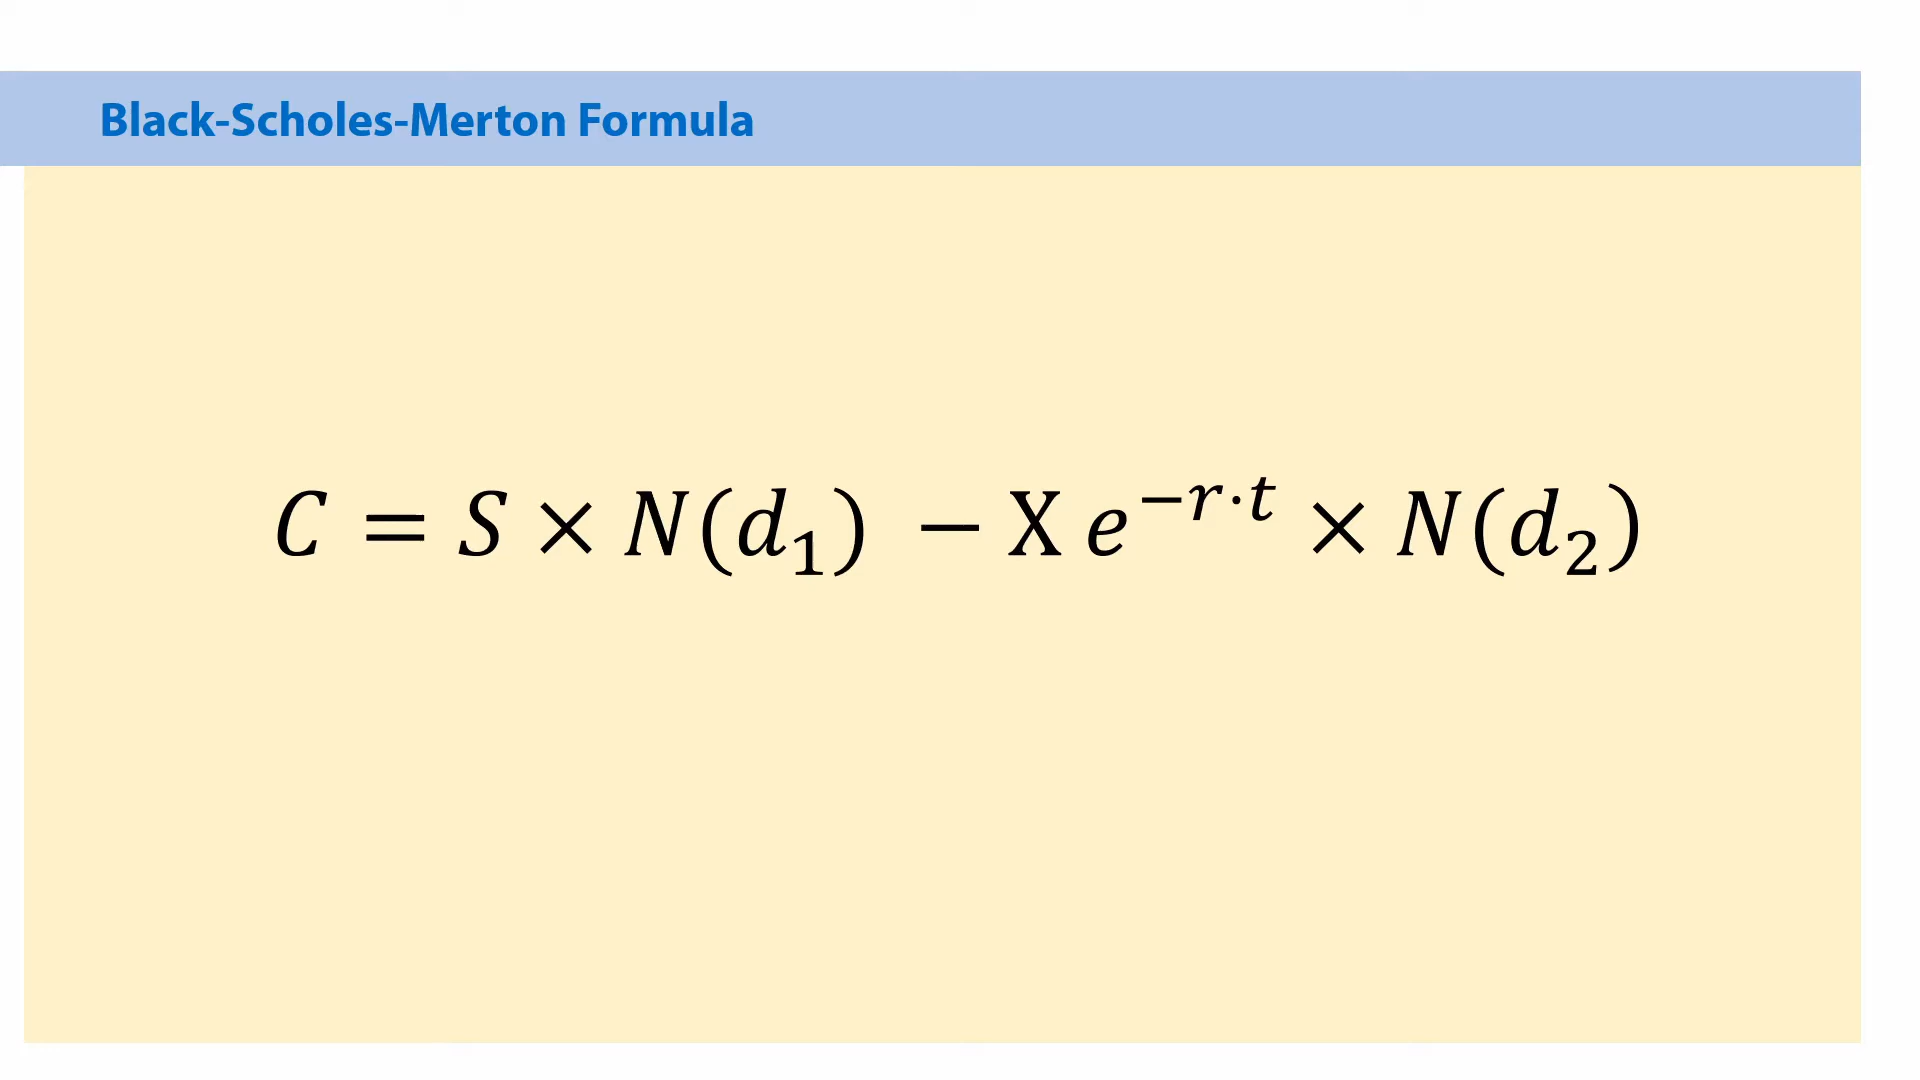 Black-Scholes-Merton Formula
C = S × N(d₁) − X e^{−r·t} × N(d₂)